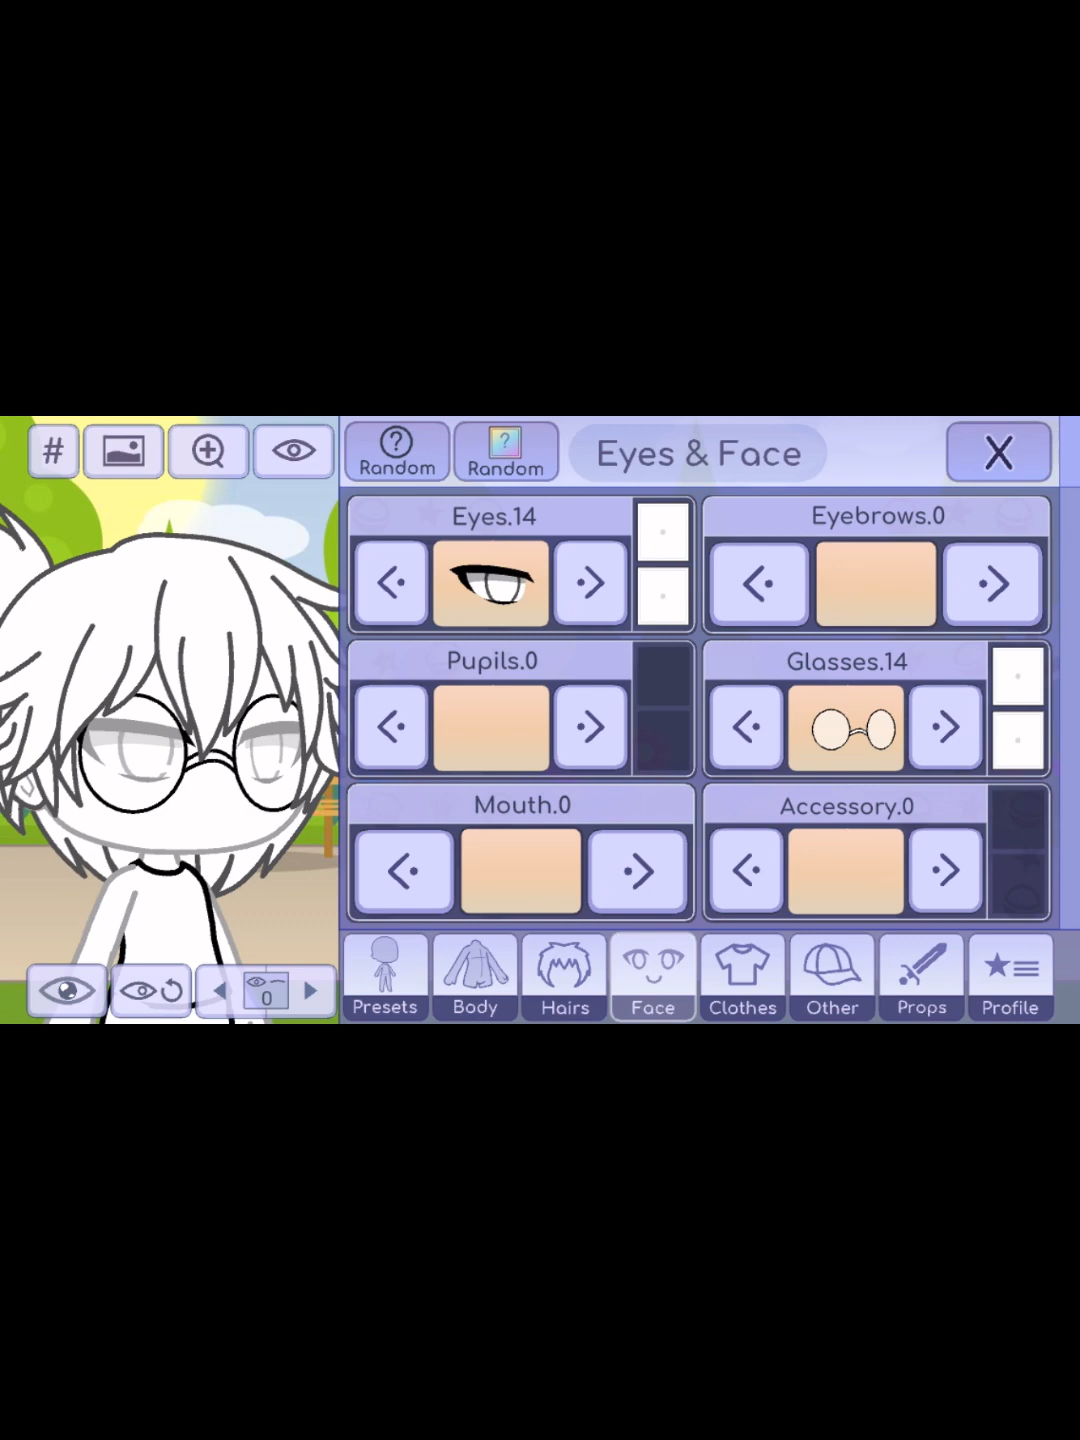 #
?
Random
?
Random
Eyes & Face
X
Eyes.14
Eyebrows.0
Pupils.0
Glasses.14
Mouth.0
Accessory.0
0
Presets
Body
Hairs
Face
Clothes
Other
Props
Profile